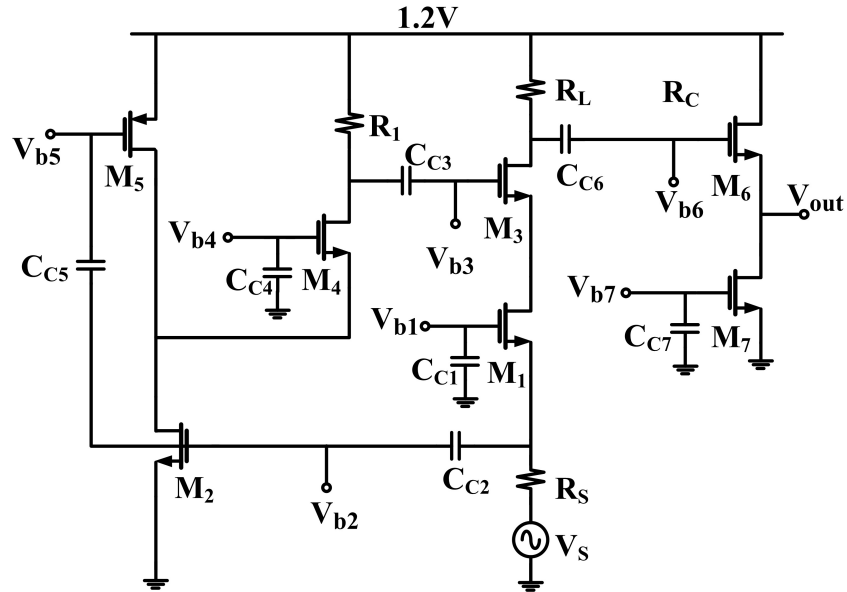 1.2V
R_L
R_C
R_1
V_b5
M_5
C_C3
C_C6
V_b6
M_6
V_out
V_b4
C_C4
M_4
V_b3
M_3
C_C5
V_b7
C_C7
M_7
V_b1
C_C1
M_1
M_2
V_b2
C_C2
R_S
V_S